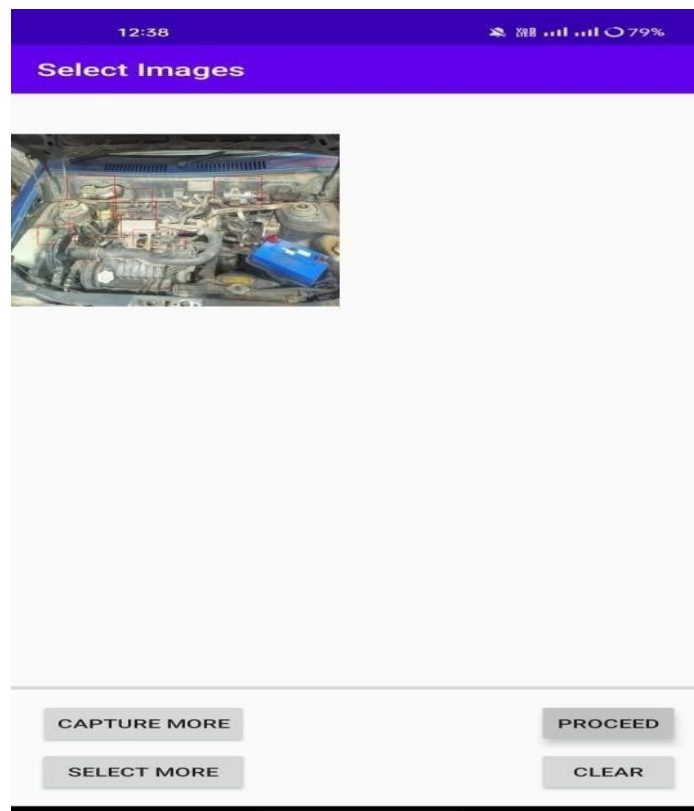 12:38
79%
Select Images
CAPTURE MORE
PROCEED
SELECT MORE
CLEAR